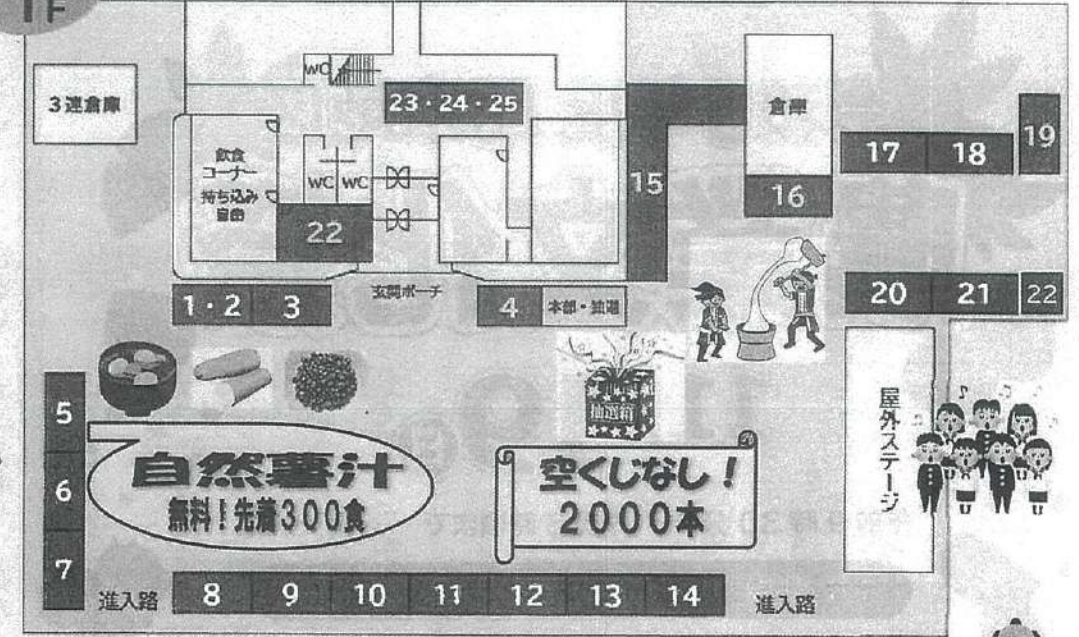 1F
3連倉庫
WC
23・24・25
倉庫
17
18
19
飲食
コーナー
持ち込み
自由
WC
WC
22
15
16
1・2
3
玄関ポーチ
4
本部・抽選
20
21
22
抽選箱
5
6
7
自然薯汁
無料！先着300食
空くじなし！
2000本
屋外ステージ
進入路
8
9
10
11
12
13
14
進入路